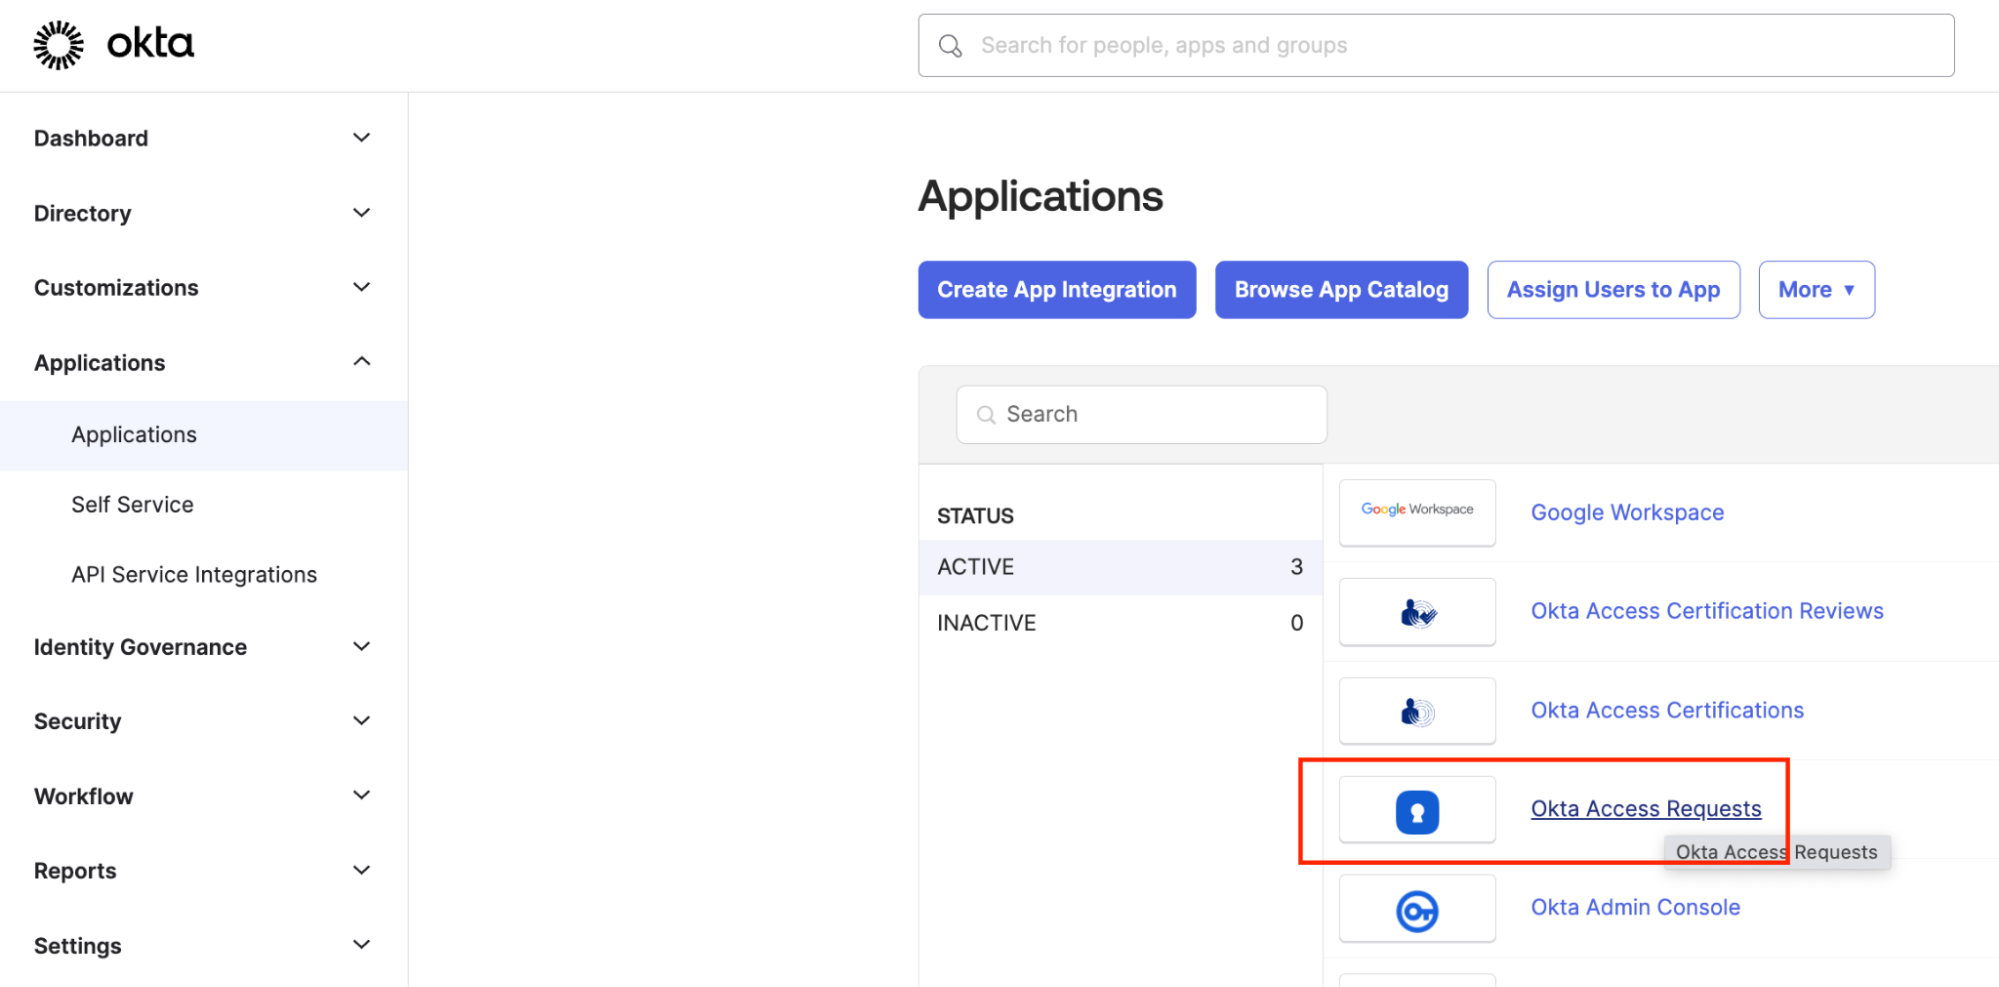 okta
Search for people, apps and groups
Dashboard
Directory
Customizations
Applications
Applications
Self Service
API Service Integrations
Identity Governance
Security
Workflow
Reports
Settings
Applications
Create App Integration
Browse App Catalog
Assign Users to App
More ▼
Search
STATUS
ACTIVE 3
INACTIVE 0
Google Workspace Google Workspace
Okta Access Certification Reviews
Okta Access Certifications
Okta Access Requests
Okta Access Requests
Okta Admin Console